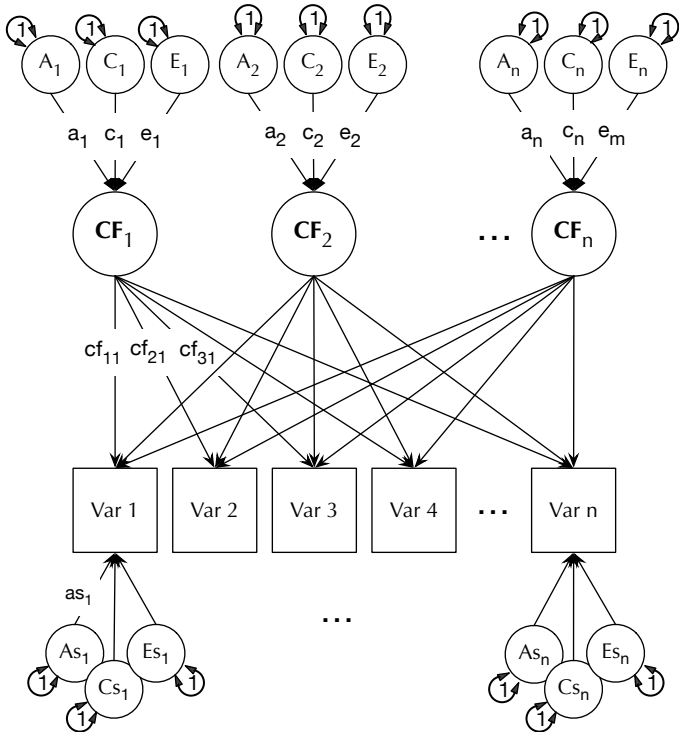 1 1 1 1 1 1 1 1 1
A₁ C₁ E₁ A₂ C₂ E₂ Aₙ Cₙ Eₙ
a₁ c₁ e₁ a₂ c₂ e₂ aₙ cₙ eₘ
CF₁ CF₂ ... CFₙ
cf₁₁ cf₂₁ cf₃₁
Var 1 Var 2 Var 3 Var 4 ... Var n
as₁
...
As₁ Es₁ Asₙ Esₙ
1 Cs₁ 1 1 Csₙ 1
1 1